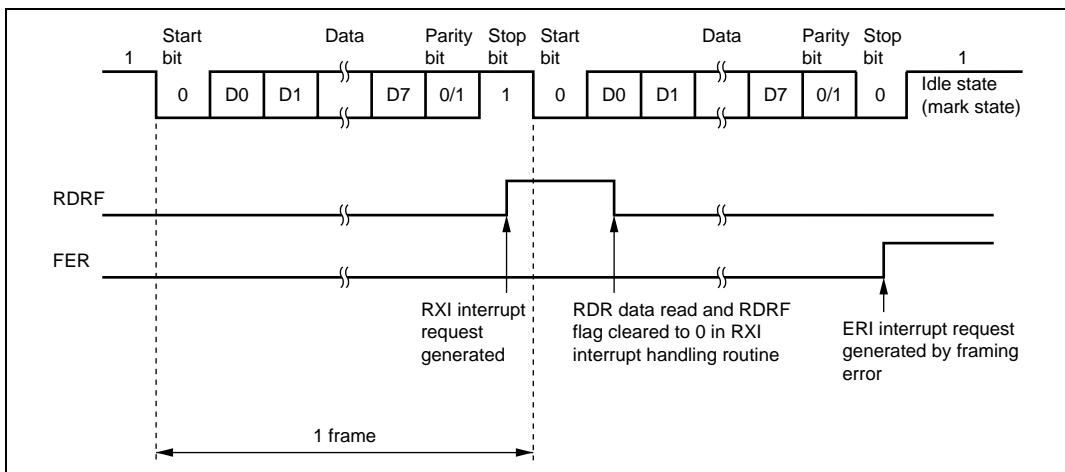 Start bit
Data
Parity bit
Stop bit
Start bit
Data
Parity bit
Stop bit
1
1
0
D0
D1
D7
0/1
1
0
D0
D1
D7
0/1
0
Idle state
(mark state)
RDRF
FER
RXI interrupt
request
generated
RDR data read and RDRF
flag cleared to 0 in RXI
interrupt handling routine
ERI interrupt request
generated by framing
error
1 frame